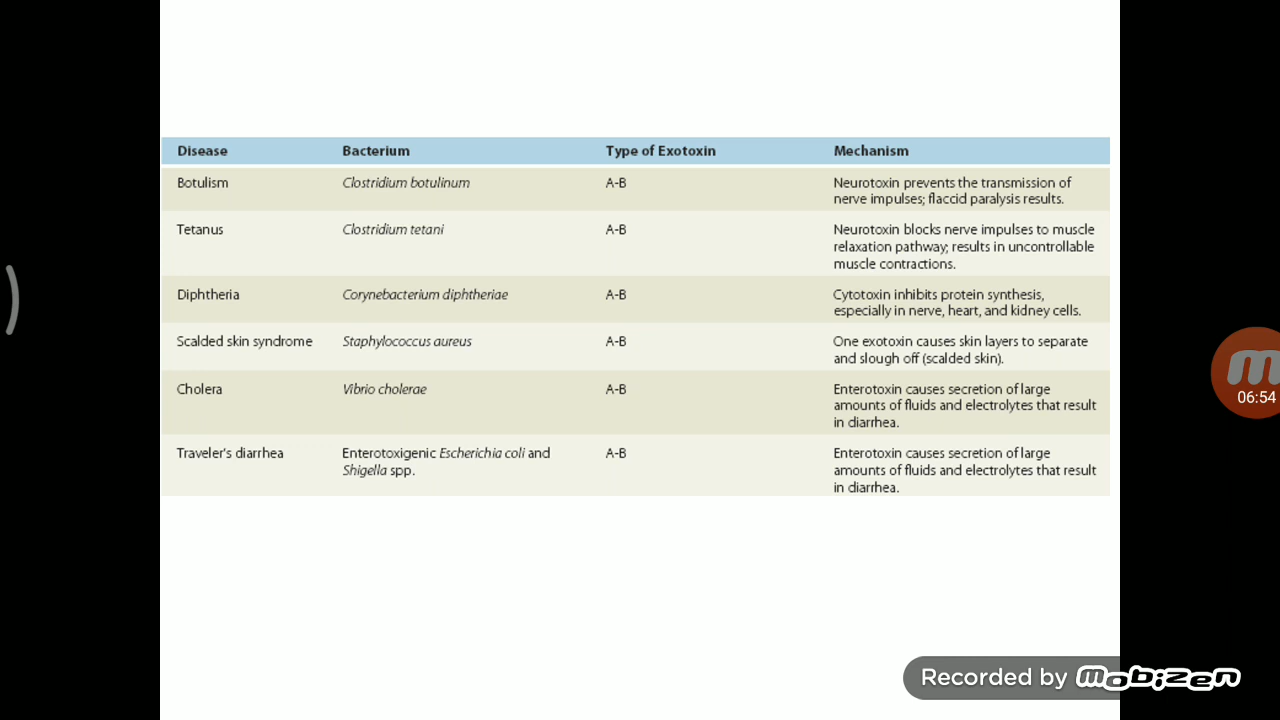 Disease Bacterium Type of Exotoxin Mechanism
Botulism Clostridium botulinum A-B Neurotoxin prevents the transmission of
nerve impulses; flaccid paralysis results.
Tetanus Clostridium tetani A-B Neurotoxin blocks nerve impulses to muscle
relaxation pathway; results in uncontrollable
muscle contractions.
Diphtheria Corynebacterium diphtheriae A-B Cytotoxin inhibits protein synthesis,
especially in nerve, heart, and kidney cells.
Scalded skin syndrome Staphylococcus aureus A-B One exotoxin causes skin layers to separate
and slough off (scalded skin).
Cholera Vibrio cholerae A-B Enterotoxin causes secretion of large
amounts of fluids and electrolytes that result
in diarrhea.
Traveler's diarrhea Enterotoxigenic Escherichia coli and A-B Enterotoxin causes secretion of large
Shigella spp. amounts of fluids and electrolytes that result
in diarrhea.
06:54
Recorded by mobizen